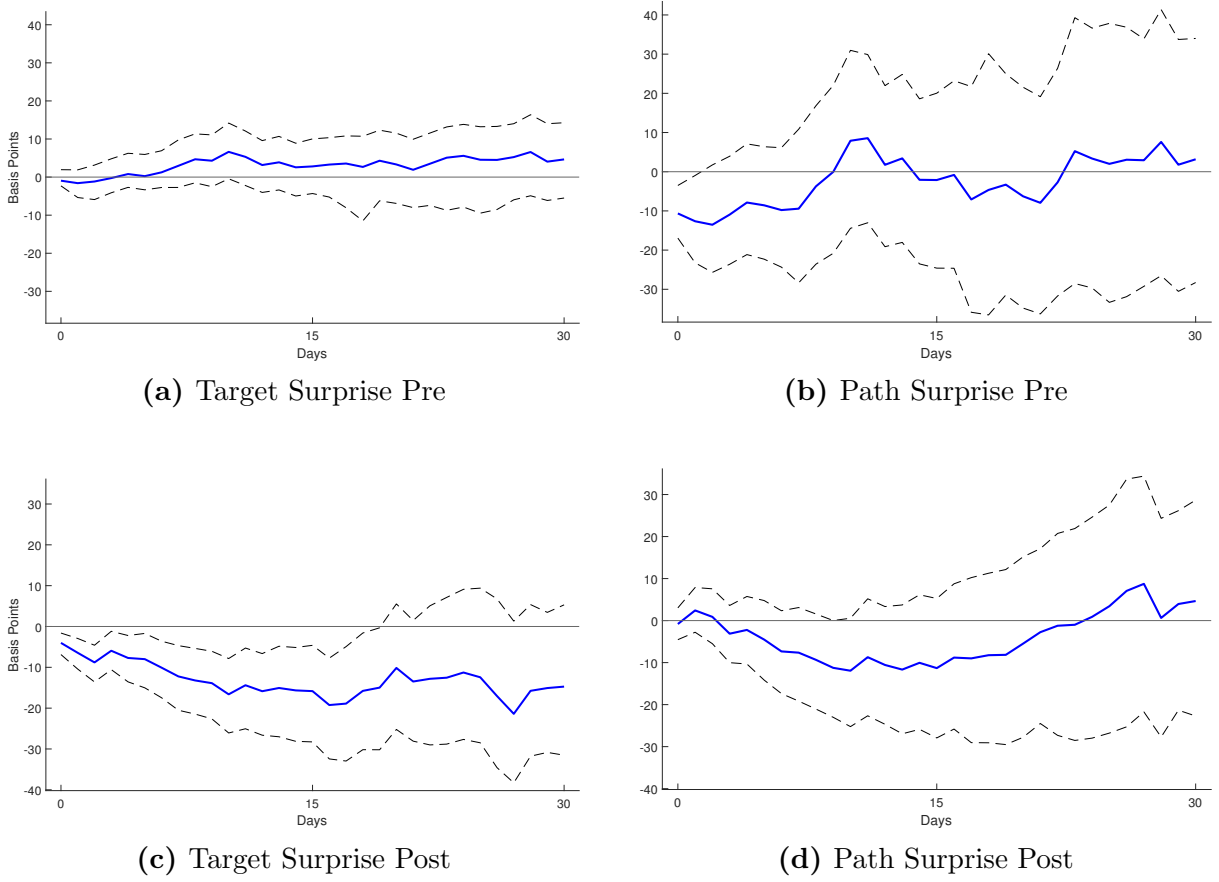 40
30
20
10
0
-10
-20
-30
Basis Points
0 15 30
Days
(a) Target Surprise Pre
40
30
20
10
0
-10
-20
-30
0 15 30
Days
(b) Path Surprise Pre
30
20
10
0
-10
-20
-30
-40
Basis Points
0 15 30
Days
(c) Target Surprise Post
30
20
10
0
-10
-20
-30
-40
0 15 30
Days
(d) Path Surprise Post